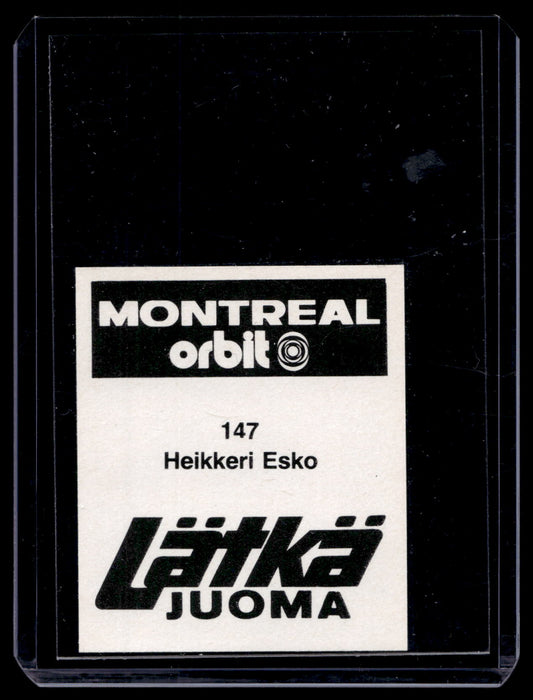 MONTREAL
orbit
147
Heikkeri Esko
Lätkä
JUOMA